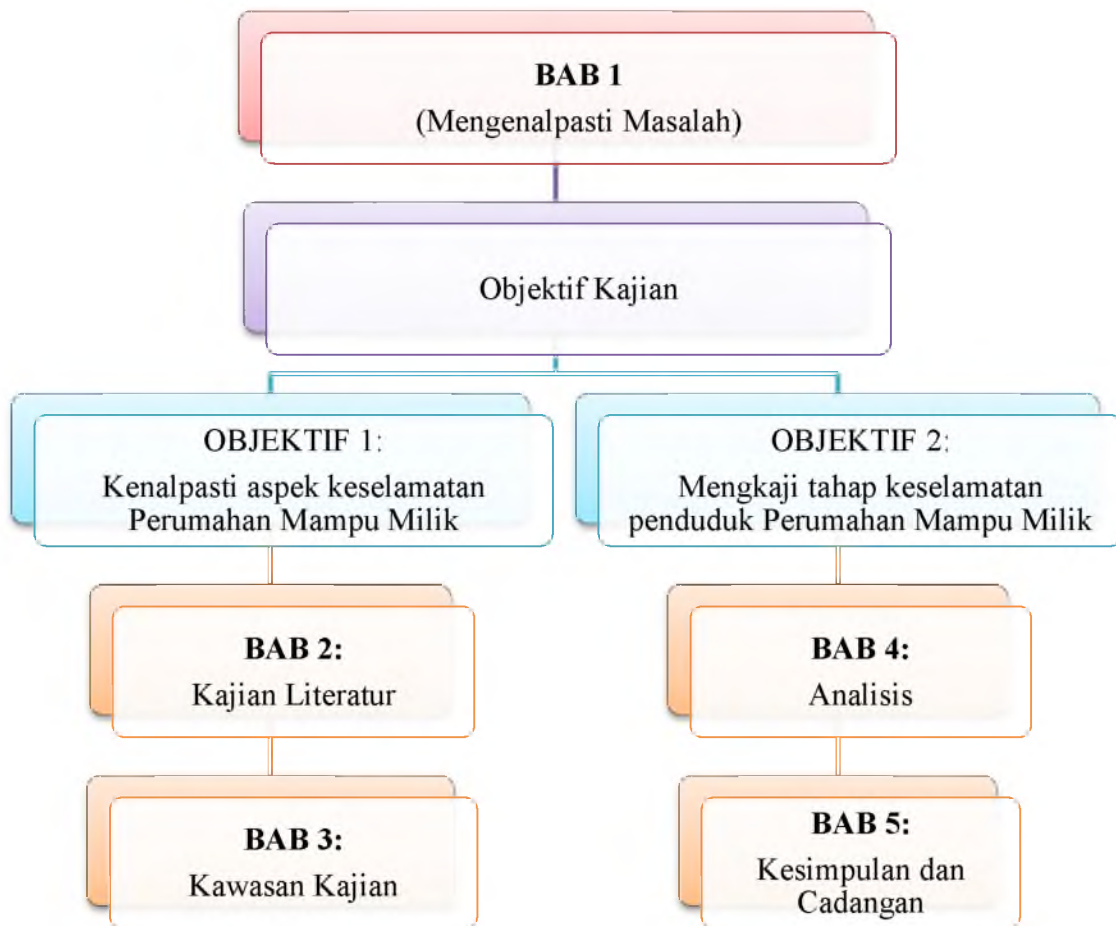 BAB 1
(Mengenalpasti Masalah)
Objektif Kajian
OBJEKTIF 1:
Kenalpasti aspek keselamatan
Perumahan Mampu Milik
OBJEKTIF 2:
Mengkaji tahap keselamatan
penduduk Perumahan Mampu Milik
BAB 2:
Kajian Literatur
BAB 4:
Analisis
BAB 3:
Kawasan Kajian
BAB 5:
Kesimpulan dan
Cadangan